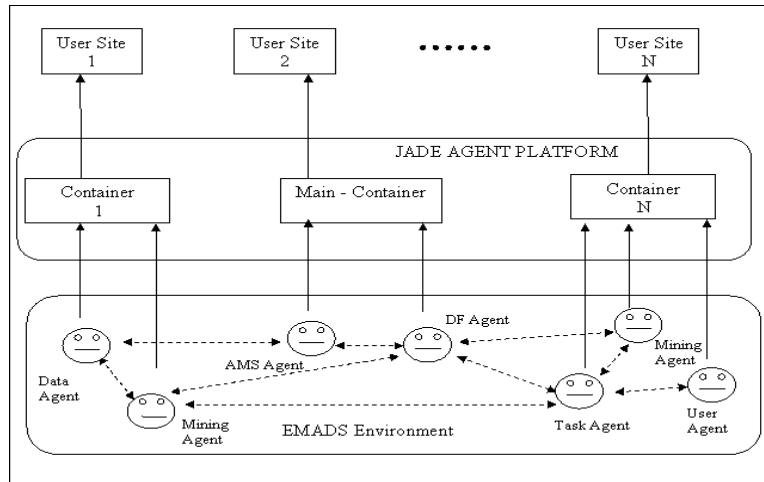 User Site
1
User Site
2
User Site
N
JADE AGENT PLATFORM
Container
1
Main - Container
Container
N
DF Agent
AMS Agent
Mining
Agent
Data
Agent
Mining
Agent
EMADS Environment
Task Agent
User
Agent